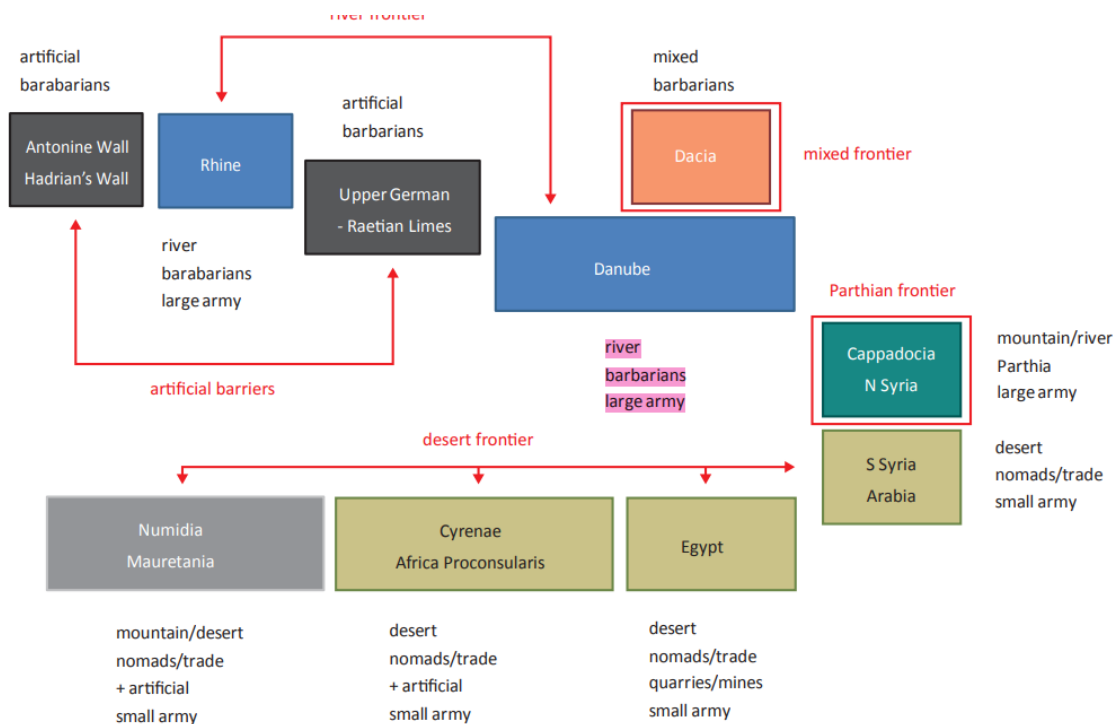 river frontier
artificial
barabarians
mixed
barbarians
artificial
barbarians
Antonine Wall
Hadrian's Wall
Rhine
Dacia
mixed frontier
Upper German
- Raetian Limes
river
barabarians
large army
Danube
Parthian frontier
artificial barriers
river
barbarians
large army
Cappadocia
N Syria
mountain/river
Parthia
large army
desert frontier
S Syria
Arabia
desert
nomads/trade
small army
Numidia
Mauretania
Cyrenae
Africa Proconsularis
Egypt
mountain/desert
nomads/trade
+ artificial
small army
desert
nomads/trade
+ artificial
small army
desert
nomads/trade
quarries/mines
small army